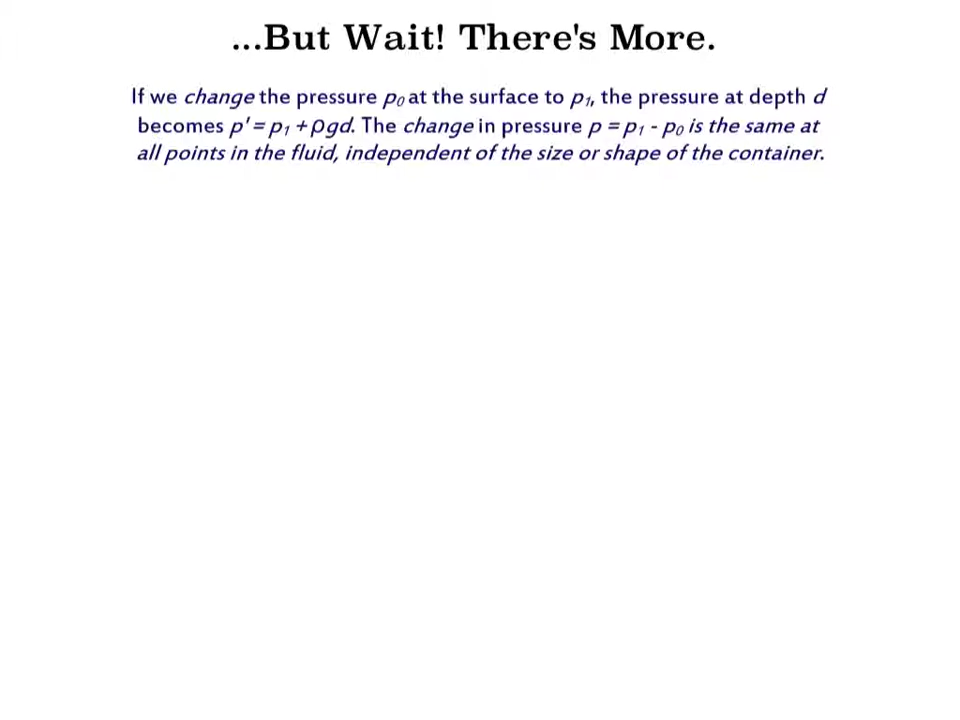 ...But Wait! There's More.
If we change the pressure p₀ at the surface to p₁, the pressure at depth d
becomes p' = p₁ + ρgd. The change in pressure p = p₁ - p₀ is the same at
all points in the fluid, independent of the size or shape of the container.